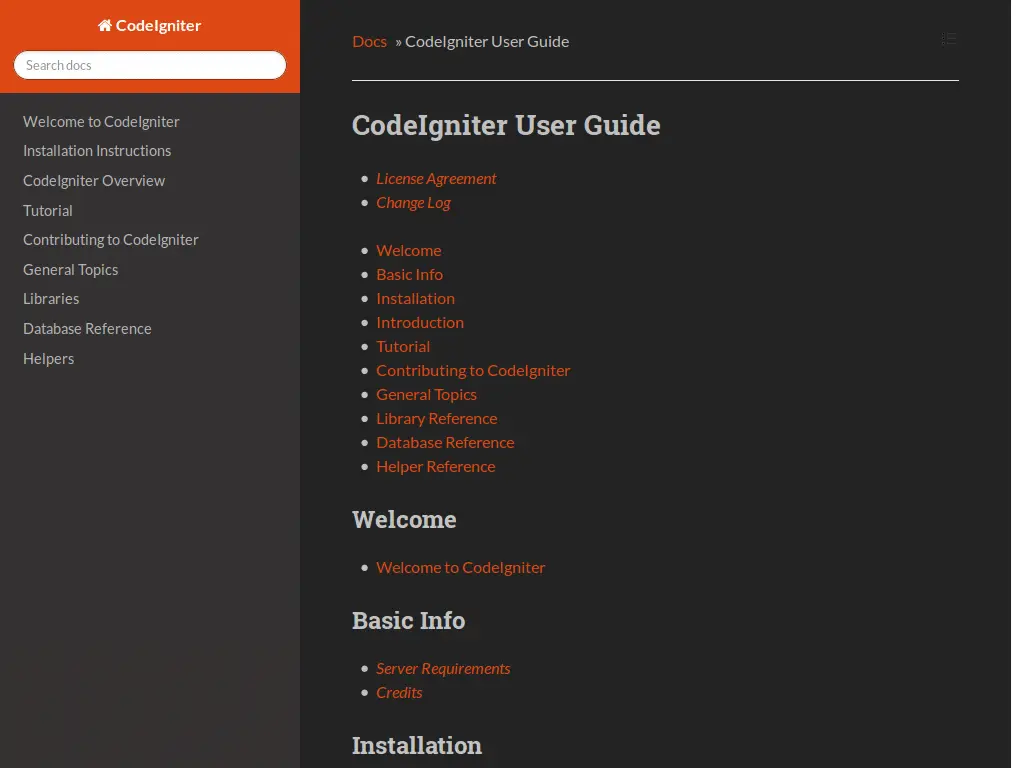 CodeIgniter
Search docs
Welcome to CodeIgniter
Installation Instructions
CodeIgniter Overview
Tutorial
Contributing to CodeIgniter
General Topics
Libraries
Database Reference
Helpers
Docs » CodeIgniter User Guide
CodeIgniter User Guide
License Agreement
Change Log
Welcome
Basic Info
Installation
Introduction
Tutorial
Contributing to CodeIgniter
General Topics
Library Reference
Database Reference
Helper Reference
Welcome
Welcome to CodeIgniter
Basic Info
Server Requirements
Credits
Installation